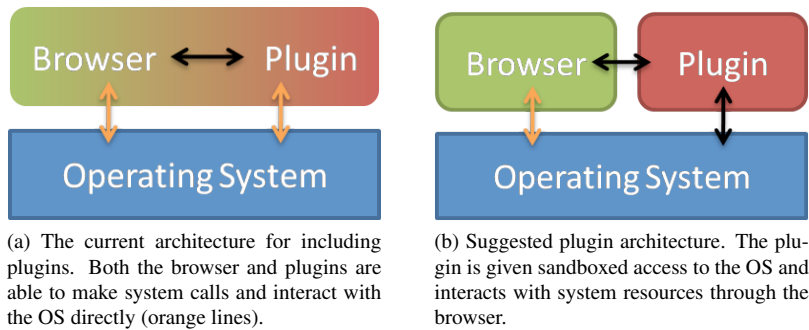 Browser Plugin
Operating System
(a) The current architecture for including
plugins. Both the browser and plugins are
able to make system calls and interact with
the OS directly (orange lines).
Browser Plugin
Operating System
(b) Suggested plugin architecture. The plu-
gin is given sandboxed access to the OS and
interacts with system resources through the
browser.